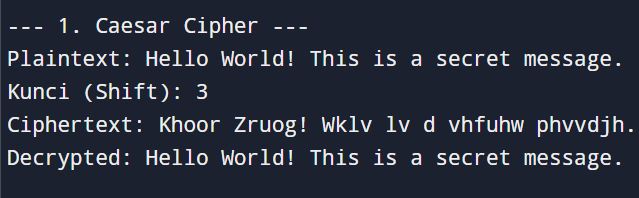 --- 1. Caesar Cipher ---
Plaintext: Hello World! This is a secret message.
Kunci (Shift): 3
Ciphertext: Khoor Zruog! Wklv lv d vhfuhw phvvdjh.
Decrypted: Hello World! This is a secret message.